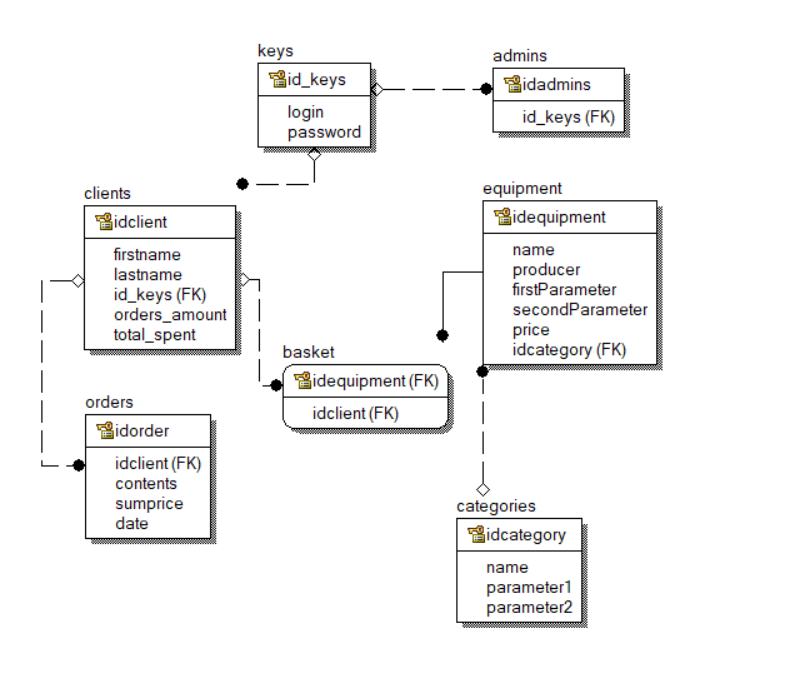 keys
id_keys
login
password
admins
idadmins
id_keys (FK)
clients
idclient
firstname
lastname
id_keys (FK)
orders_amount
total_spent
equipment
idequipment
name
producer
firstParameter
secondParameter
price
idcategory (FK)
basket
idequipment (FK)
idclient (FK)
orders
idorder
idclient (FK)
contents
sumprice
date
categories
idcategory
name
parameter1
parameter2